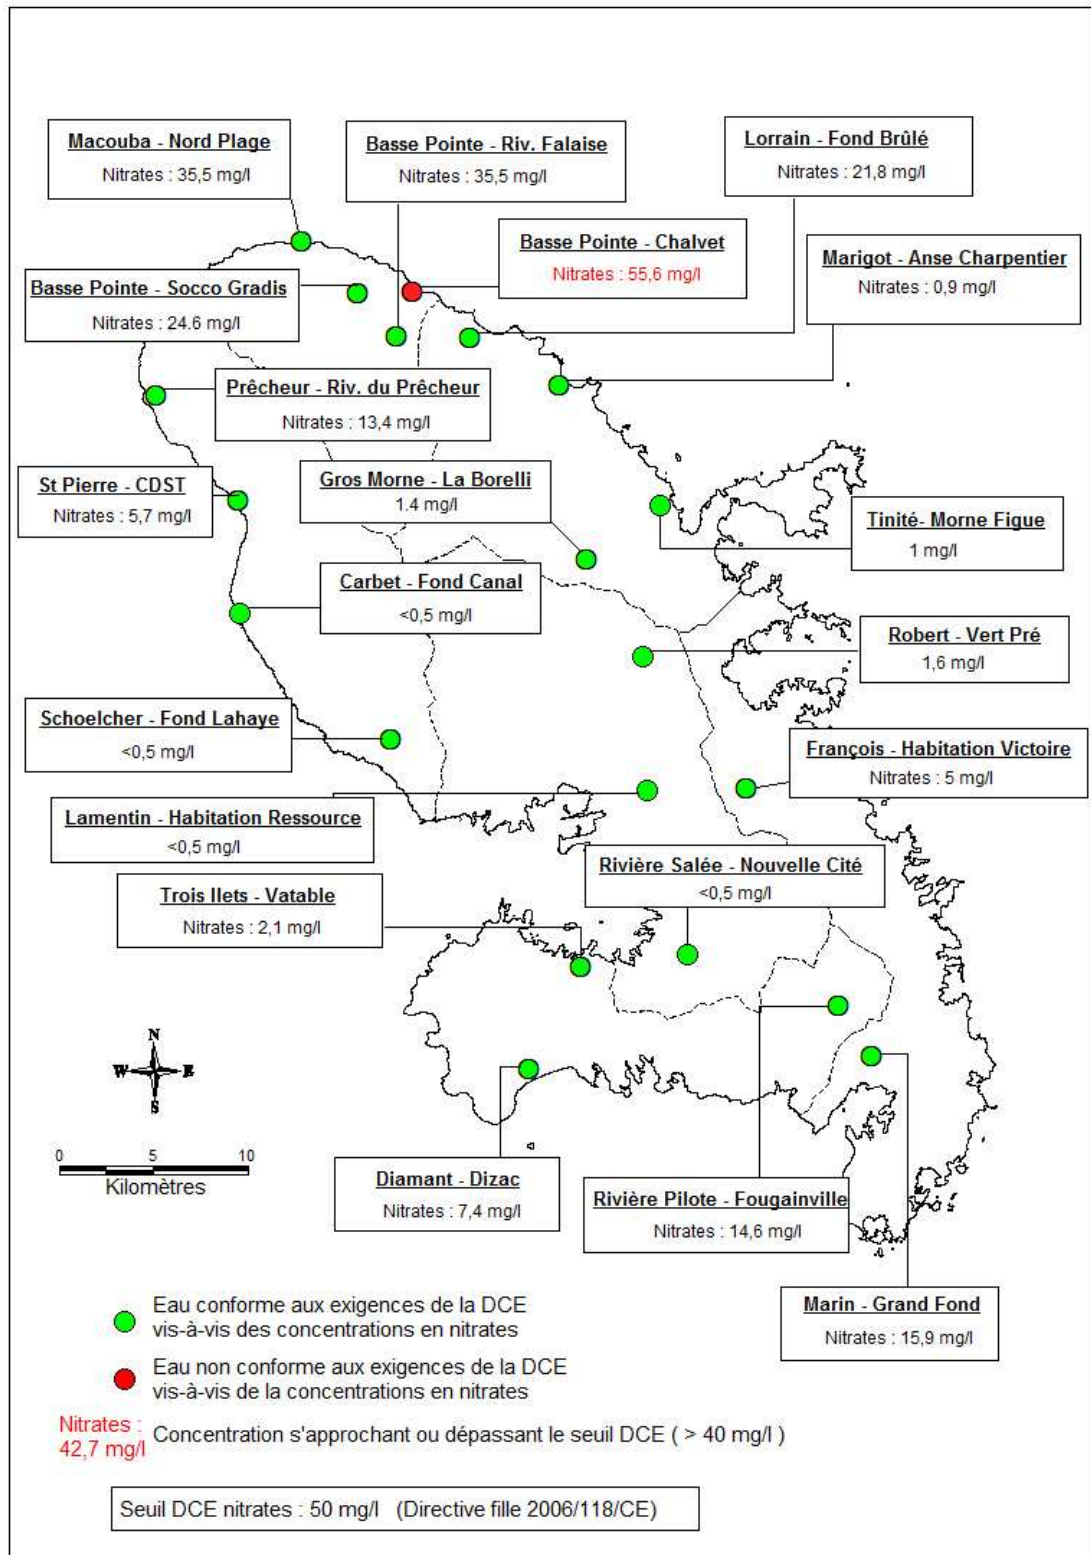 Macouba - Nord Plage
Nitrates : 35,5 mg/l
Basse Pointe - Riv. Falaise
Nitrates : 35,5 mg/l
Lorrain - Fond Brûlé
Nitrates : 21,8 mg/l
Basse Pointe - Chalvet
Nitrates : 55,6 mg/l
Marigot - Anse Charpentier
Nitrates : 0,9 mg/l
Basse Pointe - Socco Gradis
Nitrates : 24.6 mg/l
Prêcheur - Riv. du Prêcheur
Nitrates : 13,4 mg/l
St Pierre - CDST
Nitrates : 5,7 mg/l
Gros Morne - La Borelli
1.4 mg/l
Tinité- Morne Figue
1 mg/l
Carbet - Fond Canal
<0,5 mg/l
Robert - Vert Pré
1,6 mg/l
Schoelcher - Fond Lahaye
<0,5 mg/l
François - Habitation Victoire
Nitrates : 5 mg/l
Lamentin - Habitation Ressource
<0,5 mg/l
Rivière Salée - Nouvelle Cité
<0,5 mg/l
Trois Ilets - Vatable
Nitrates : 2,1 mg/l
N
W E
S
0 5 10
Kilomètres
Diamant - Dizac
Nitrates : 7,4 mg/l
Rivière Pilote - Fougainville
Nitrates : 14,6 mg/l
Marin - Grand Fond
Nitrates : 15,9 mg/l
Eau conforme aux exigences de la DCE
vis-à-vis des concentrations en nitrates
Eau non conforme aux exigences de la DCE
vis-à-vis de la concentrations en nitrates
Nitrates :
42,7 mg/l
Concentration s'approchant ou dépassant le seuil DCE ( > 40 mg/l )
Seuil DCE nitrates : 50 mg/l (Directive fille 2006/118/CE)